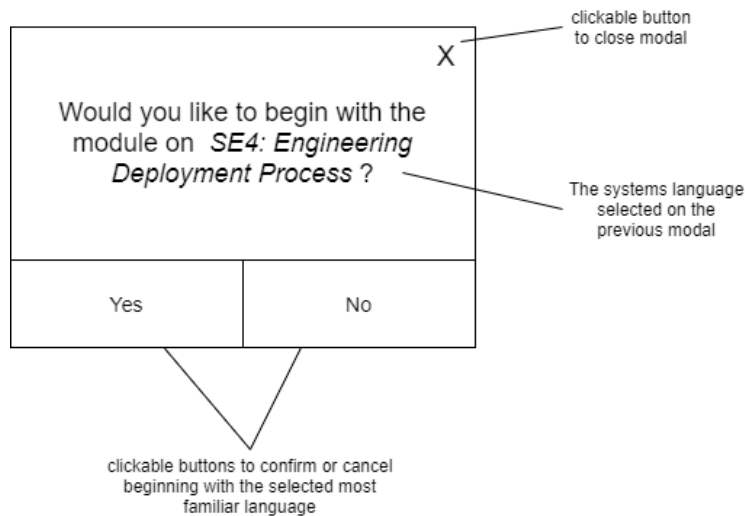 clickable button
to close modal
X
Would you like to begin with the
module on SE4: Engineering
Deployment Process ?
The systems language
selected on the
previous modal
Yes
No
clickable buttons to confirm or cancel
beginning with the selected most
familiar language